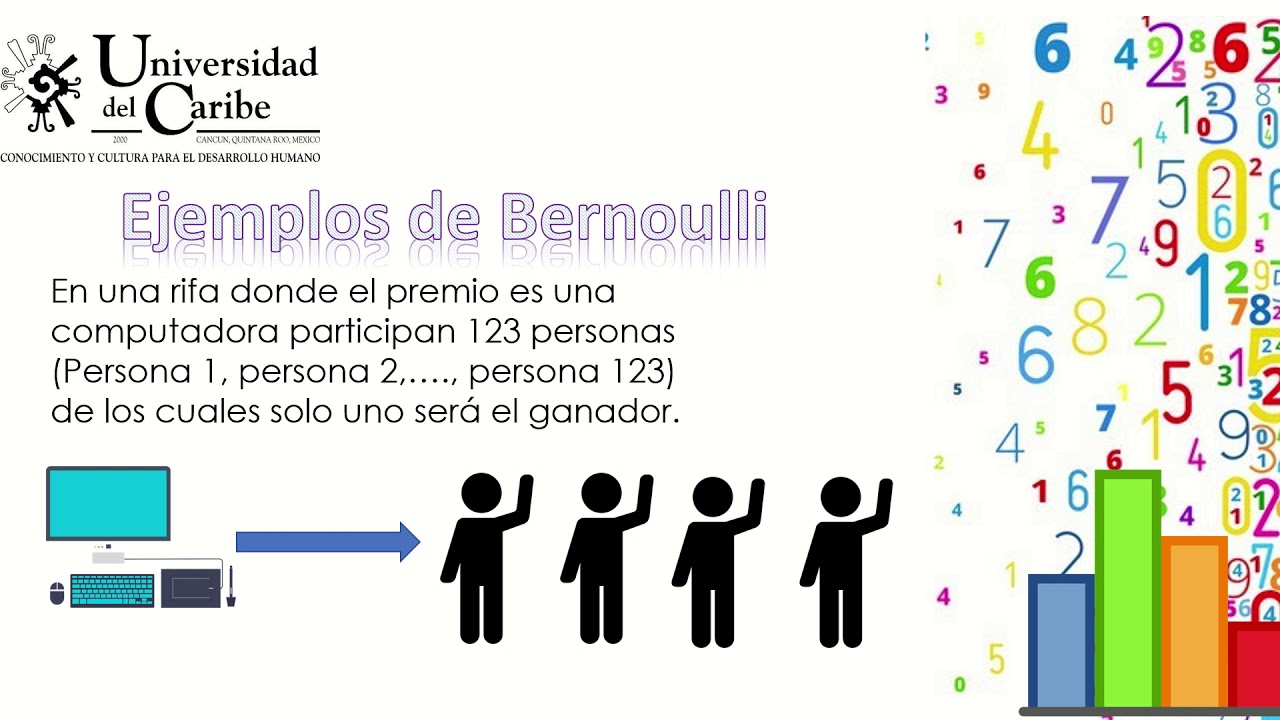 Universidad
del Caribe
2000 CANCUN, QUINTANA ROO, MÉXICO
CONOCIMIENTO Y CULTURA PARA EL DESARROLLO HUMANO
Ejemplos de Bernoulli
En una rifa donde el premio es una
computadora participan 123 personas
(Persona 1, persona 2,...., persona 123)
de los cuales solo uno será el ganador.